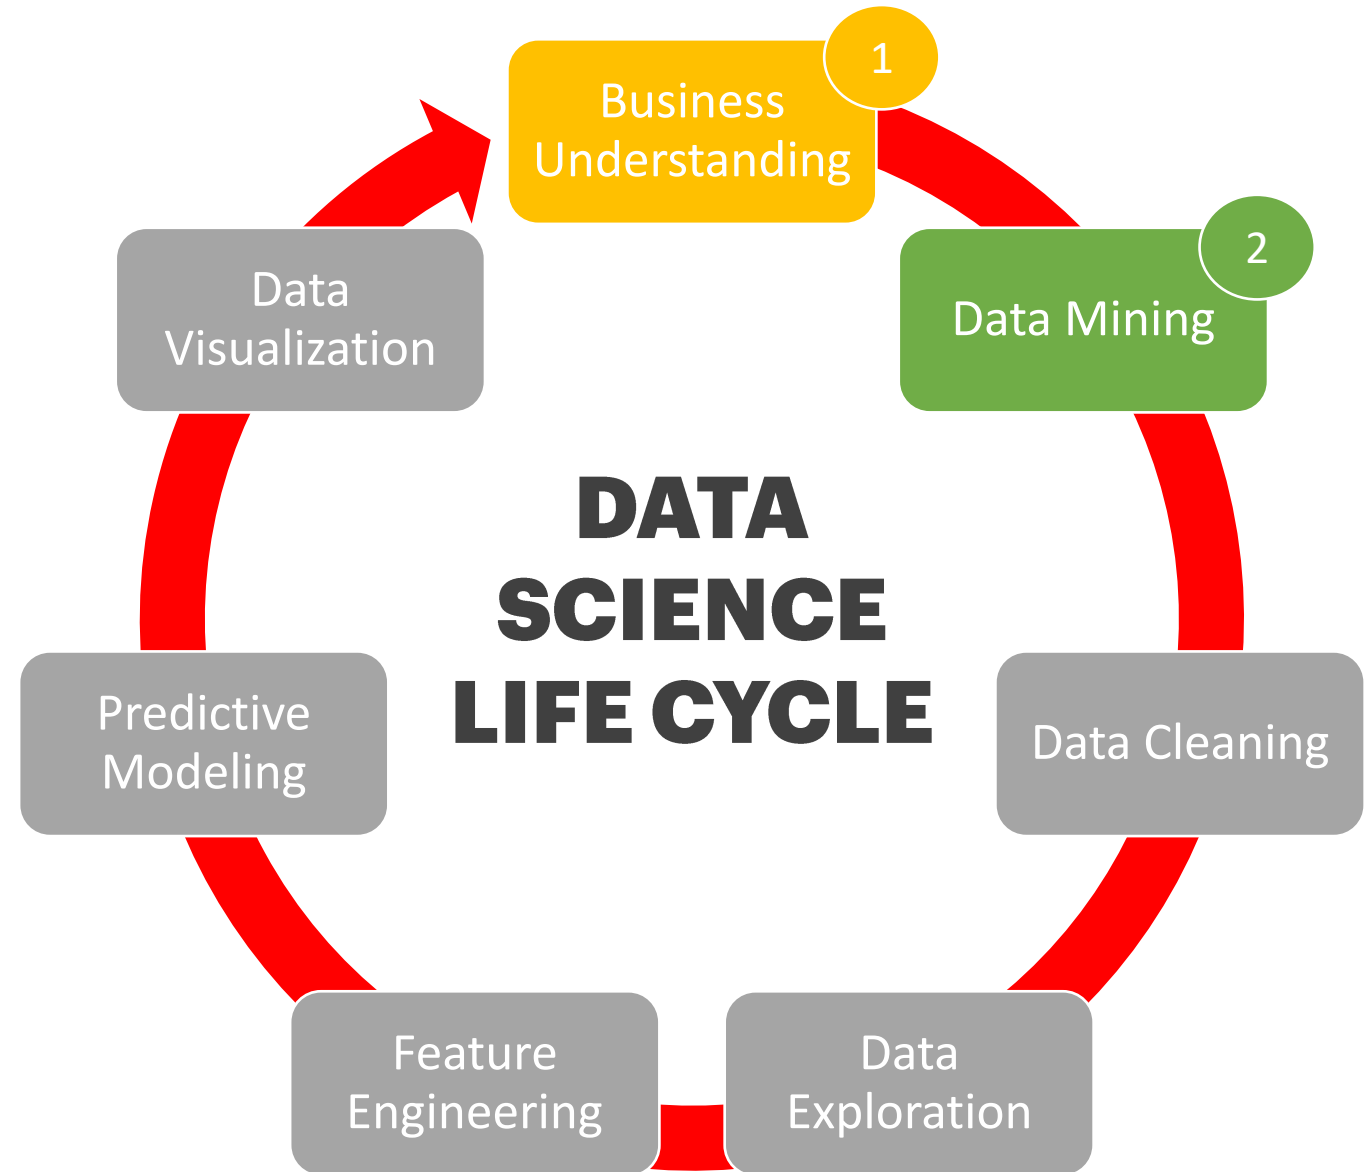 1
Business
Understanding
2
Data Mining
Data Cleaning
Data
Exploration
Feature
Engineering
Predictive
Modeling
Data
Visualization
DATA
SCIENCE
LIFE CYCLE